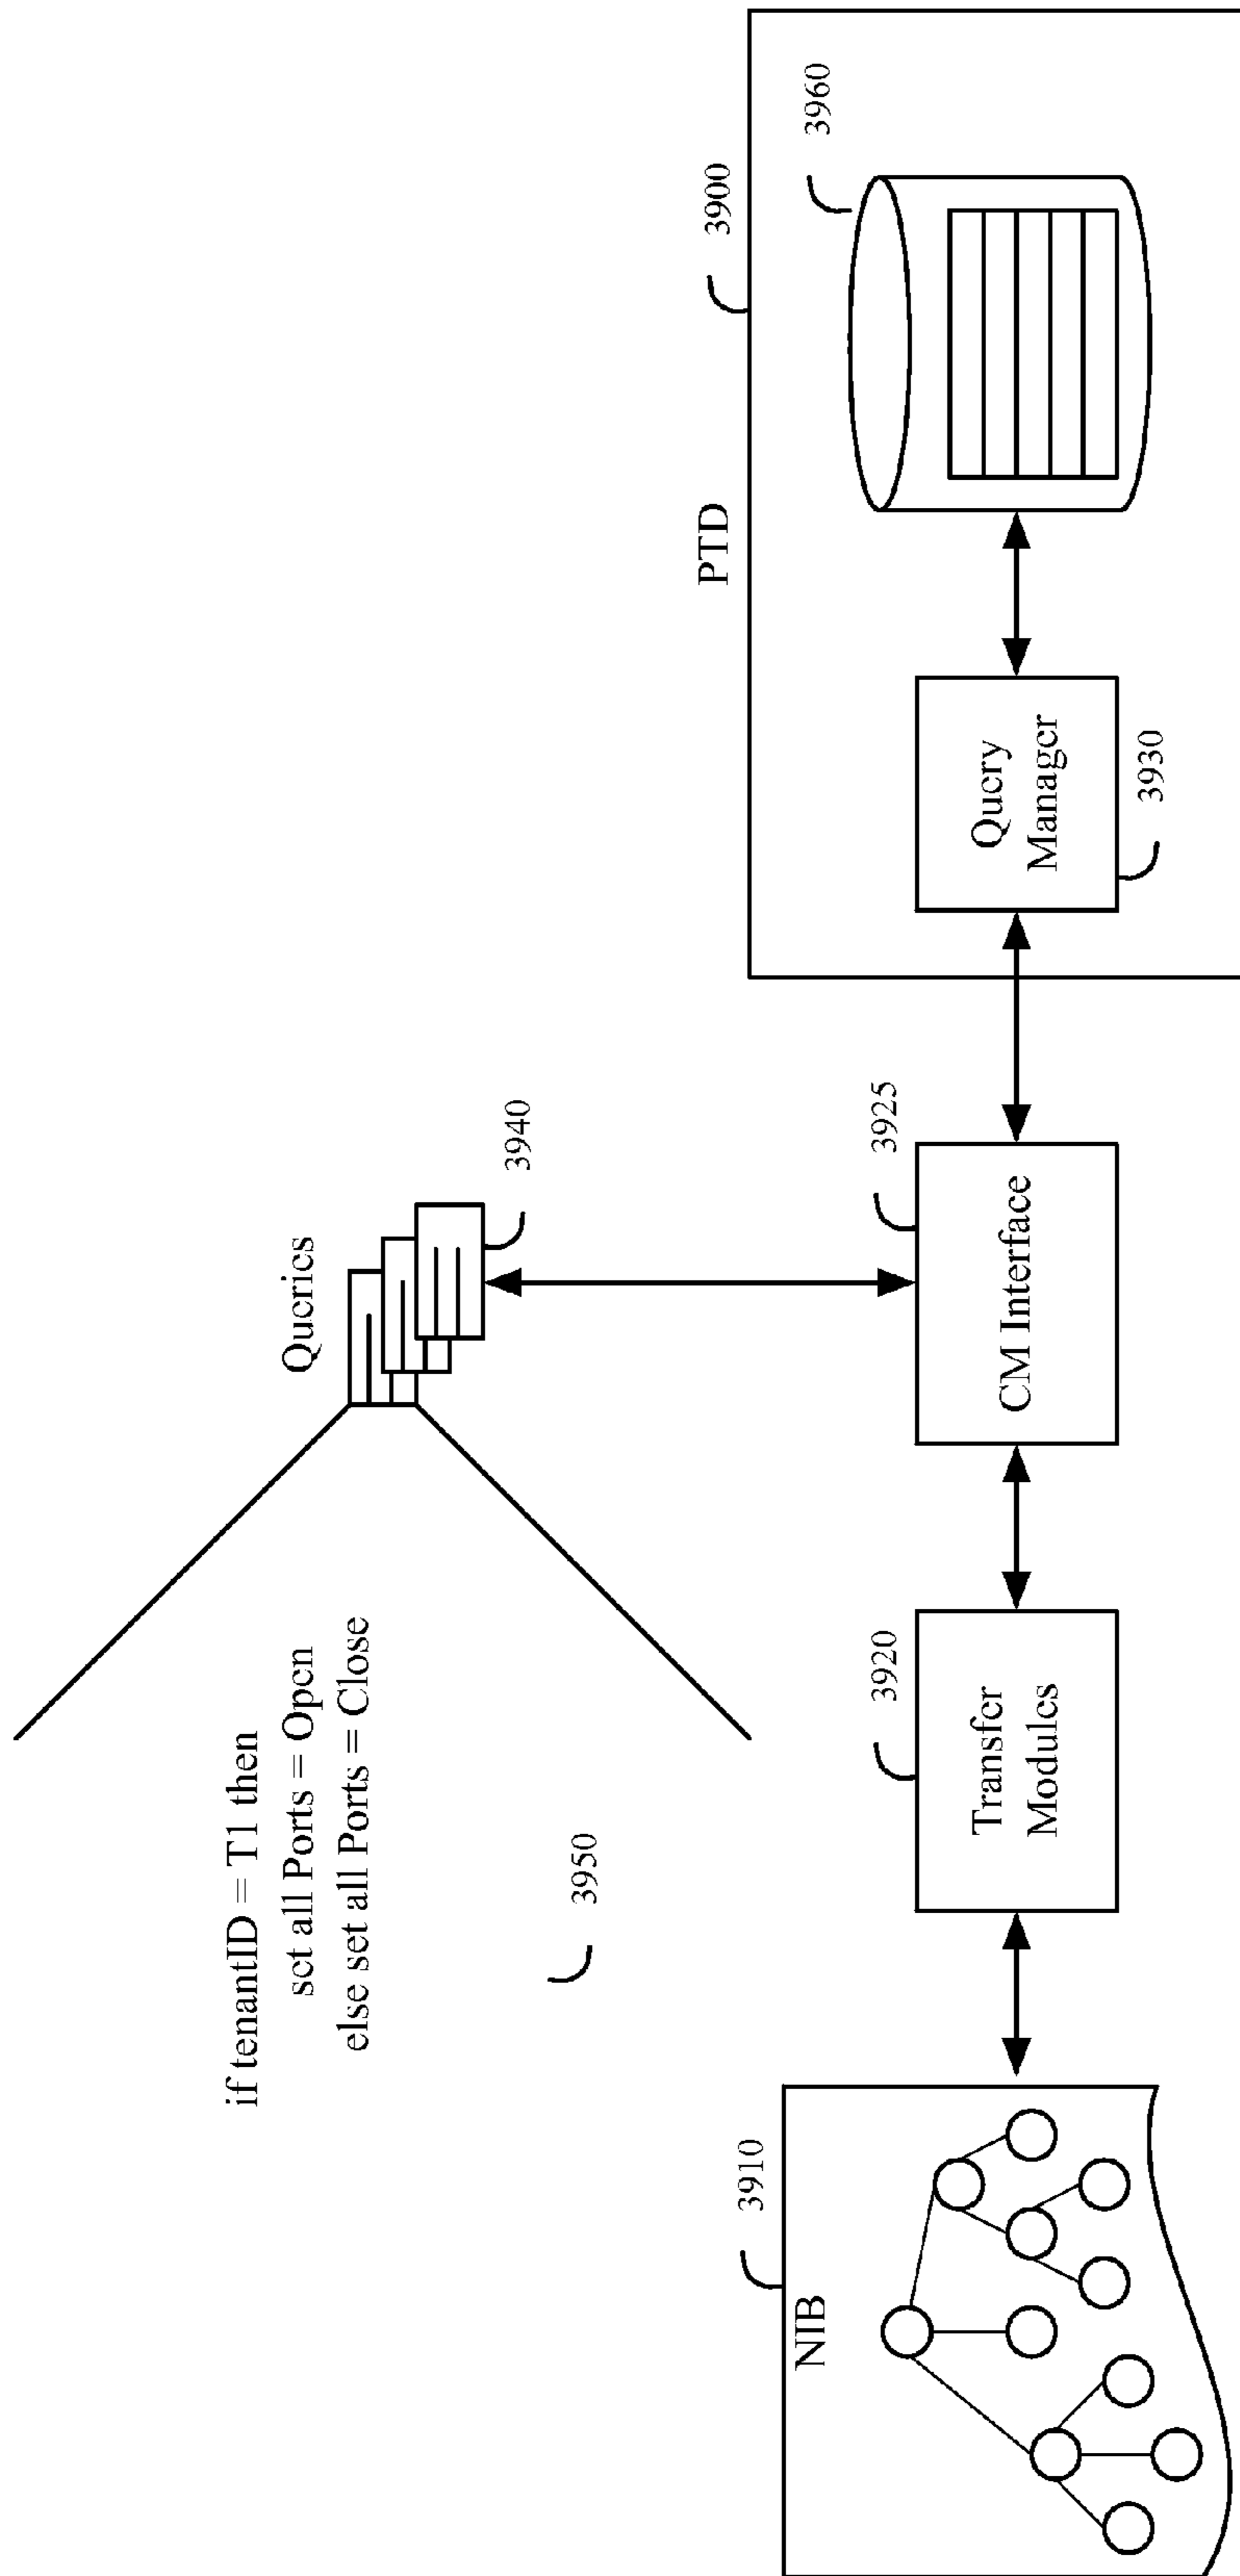 if tenantID = T1 then
set all Ports = Open
else set all Ports = Close
3950
Queries
3940
NIB
3910
Transfer
Modules
3920
CM Interface
3925
PTD
3900
Query
Manager
3930
3960